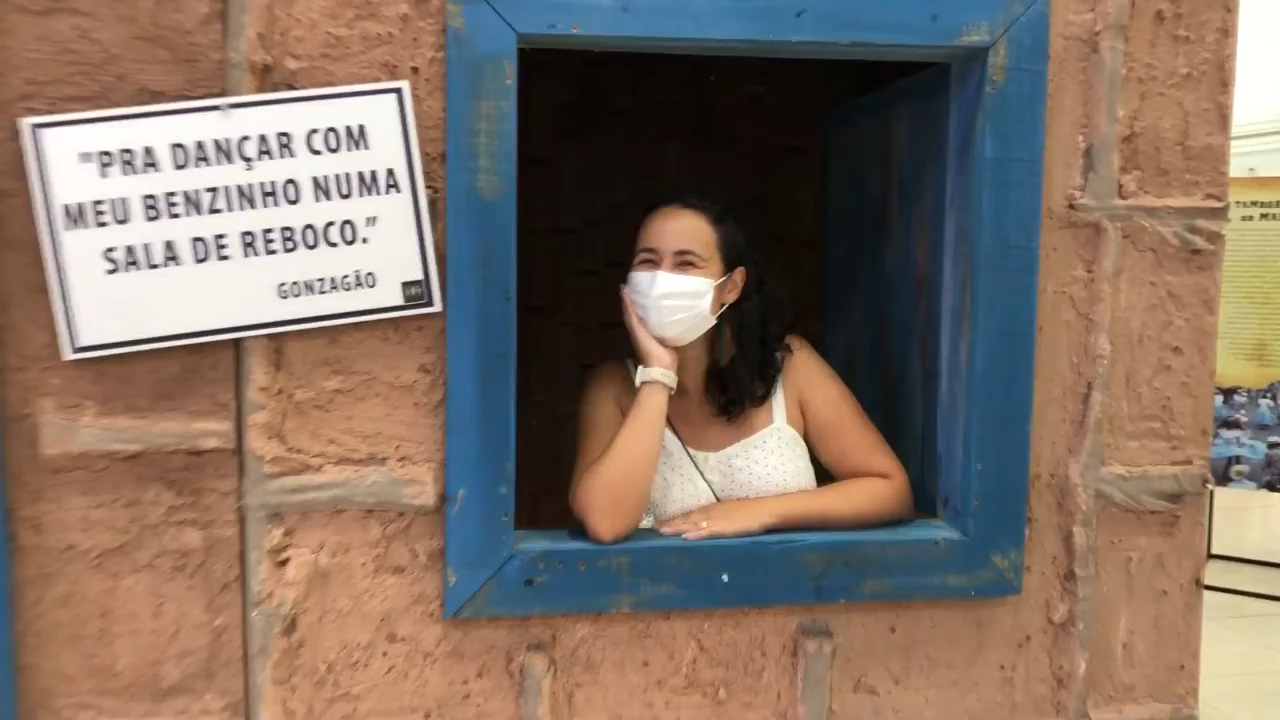 "PRA DANÇAR COM
MEU BENZINHO NUMA
SALA DE REBOCO."
GONZAGÃO